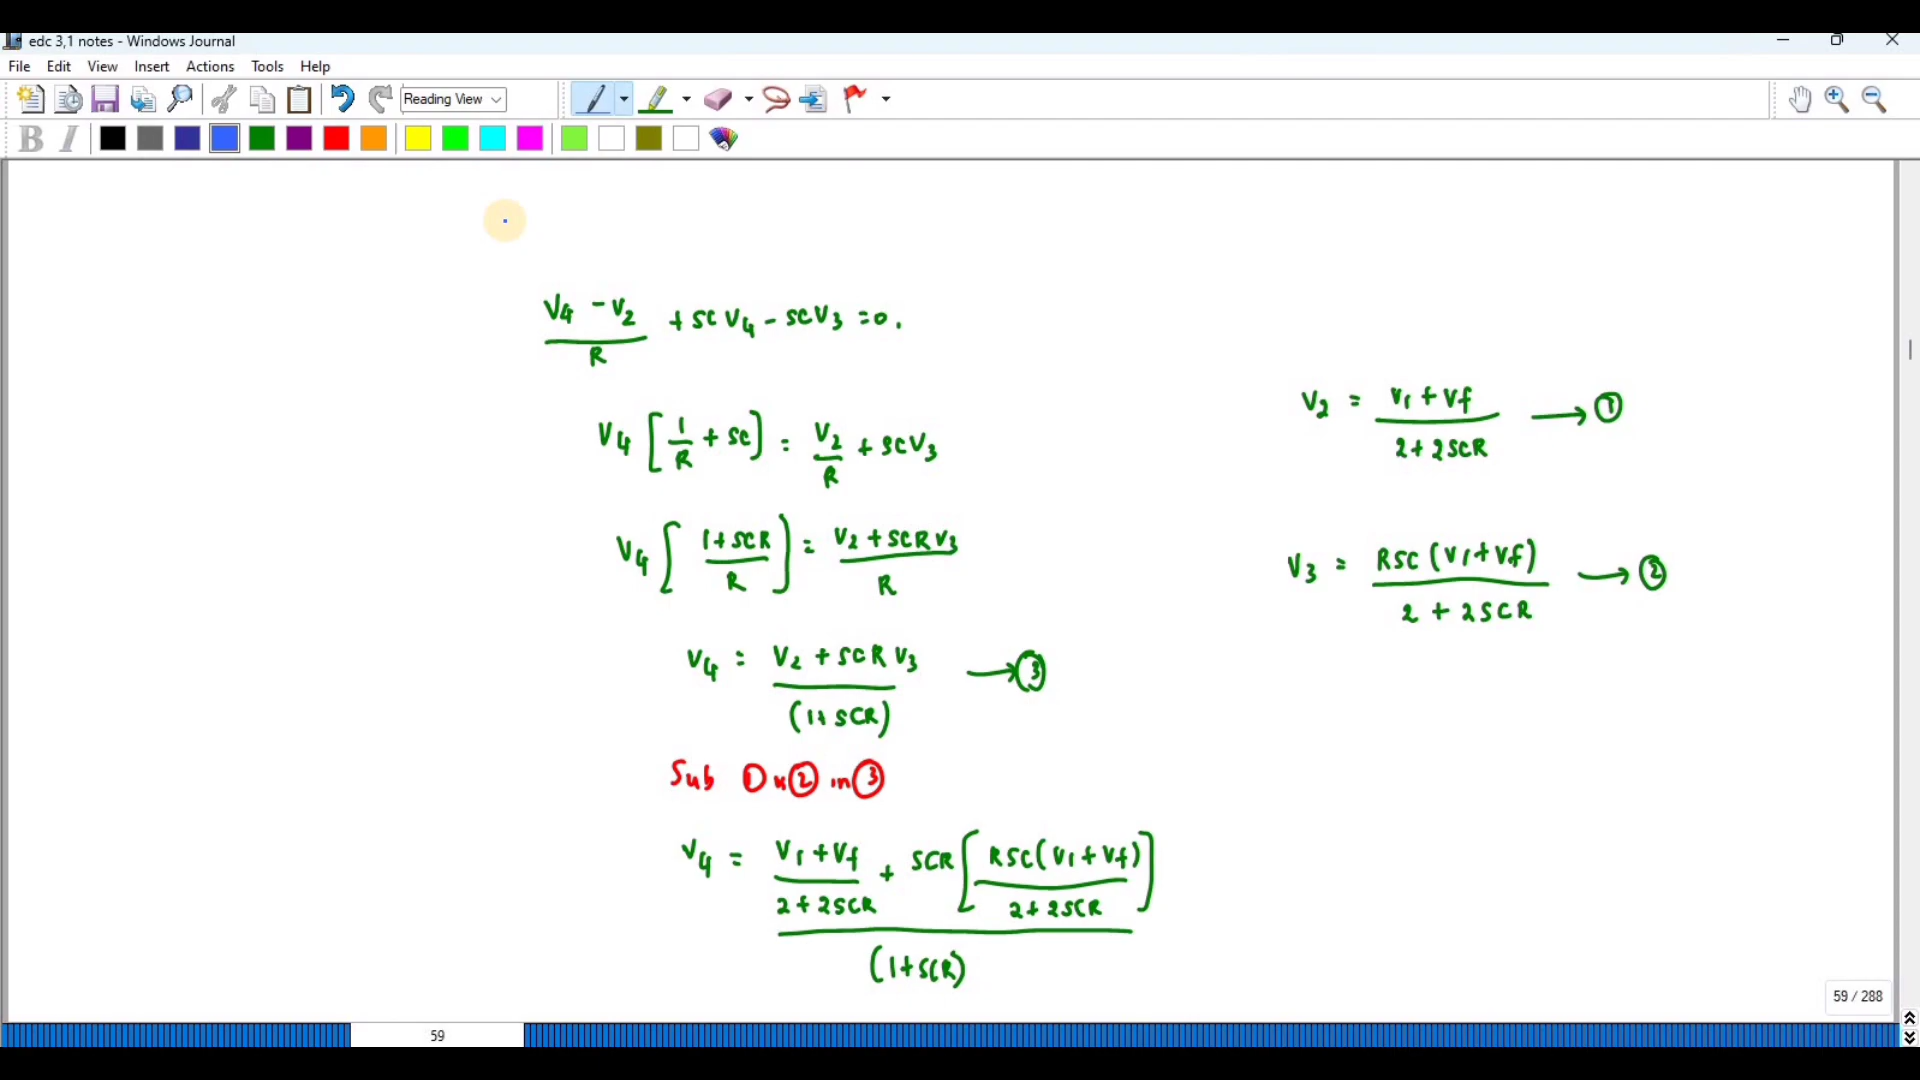 edc 3,1 notes - Windows Journal
File Edit View Insert Actions Tools Help
Reading View
B I
V4 - V2 / R + SC V4 - SCV3 = 0.
V4 [1/R + SC] = V2/R + SCV3
V4 [1+SCR / R] = V2 + SCRV3 / R
V4 = V2 + SCR V3 / (1+SCR) → ③
Sub ① & ② in ③
V4 = V1+Vf / 2+2SCR + SCR [RSC(V1+Vf) / 2+2SCR] / (1+SCR)
V2 = V1 + Vf / 2+2SCR → ①
V3 = RSC (V1+Vf) / 2 + 2SCR → ②
59 / 288
59